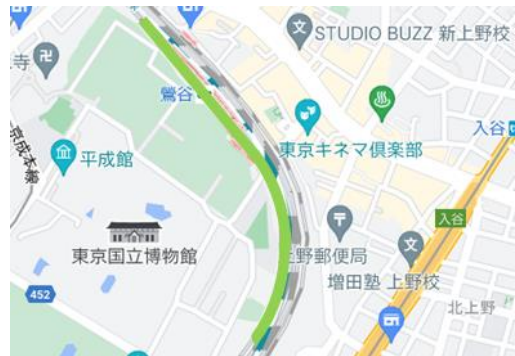 STUDIO BUZZ 新上野校
寺
鶯谷
入谷
東京キネマ倶楽部
京成本線
平成館
入谷
東京国立博物館
上野郵便局
増田塾 上野校
452
北上野